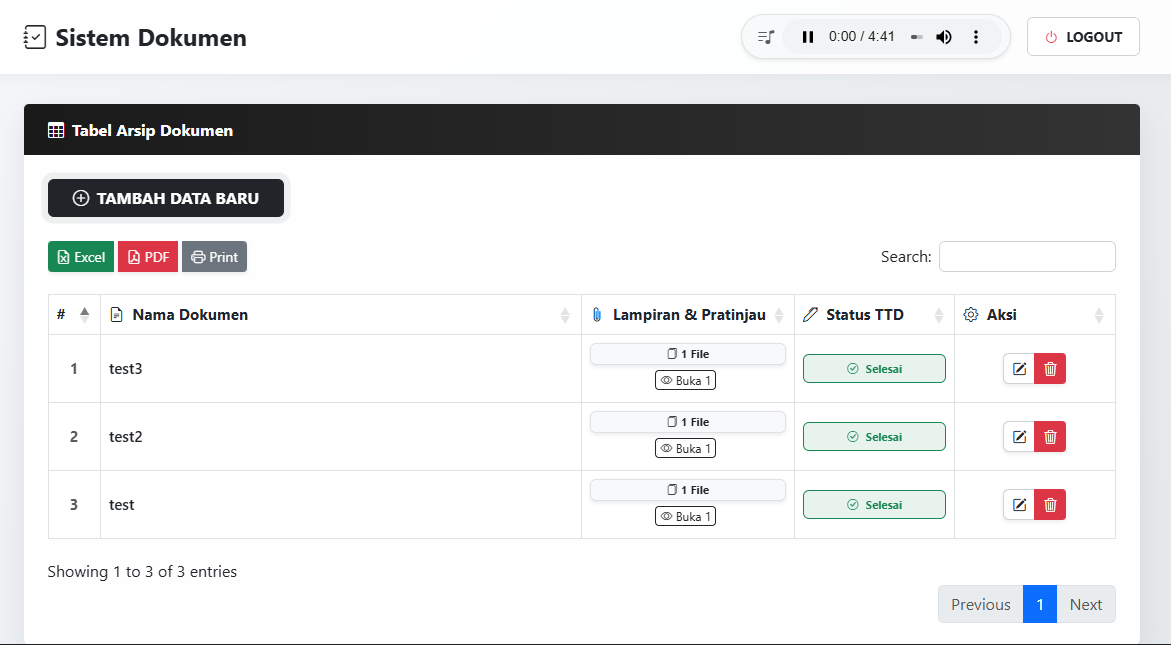 Sistem Dokumen
0:00 / 4:41
LOGOUT
Tabel Arsip Dokumen
TAMBAH DATA BARU
Excel PDF Print Search:
# Nama Dokumen Lampiran & Pratinjau Status TTD Aksi
1 test3 1 File Selesai
Buka 1
2 test2 1 File Selesai
Buka 1
3 test 1 File Selesai
Buka 1
Showing 1 to 3 of 3 entries
Previous 1 Next